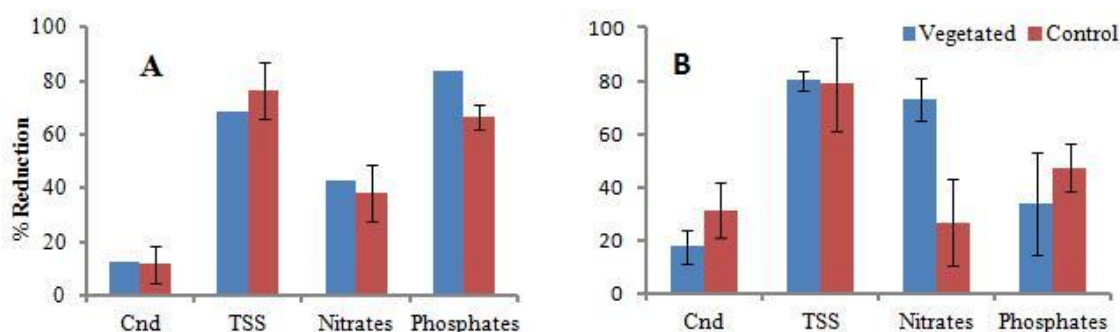 100
80
60
40
20
0
% Reduction
A
Cnd TSS Nitrates Phosphates
100
80
60
40
20
0
B
Vegetated Control
Cnd TSS Nitrates Phosphates